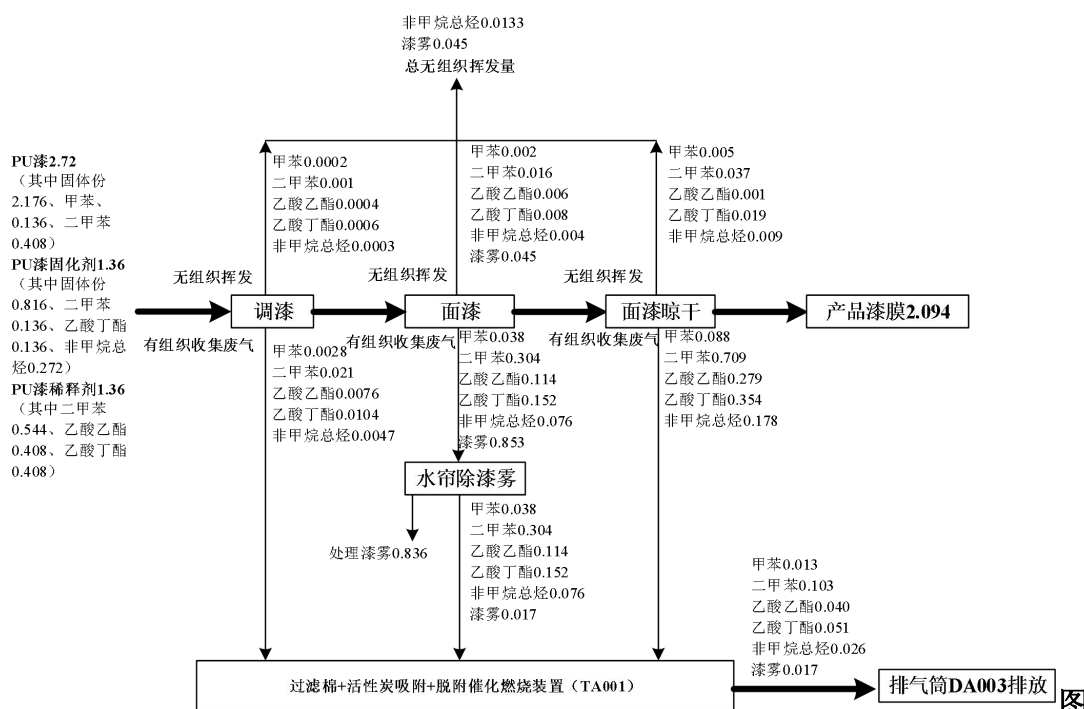 非甲烷总烃0.0133
漆雾0.045
总无组织挥发量
PU漆2.72
（其中固体份
2.176、甲苯、
0.136、二甲苯
0.408）
PU漆固化剂1.36
（其中固体份
0.816、二甲苯
0.136、乙酸丁酯
0.136、非甲烷总
烃0.272）
PU漆稀释剂1.36
（其中二甲苯
0.544、乙酸乙酯
0.408、乙酸丁酯
0.408）
甲苯0.0002
二甲苯0.001
乙酸乙酯0.0004
乙酸丁酯0.0006
非甲烷总烃0.0003
甲苯0.002
二甲苯0.016
乙酸乙酯0.006
乙酸丁酯0.008
非甲烷总烃0.004
漆雾0.045
甲苯0.005
二甲苯0.037
乙酸乙酯0.001
乙酸丁酯0.019
非甲烷总烃0.009
无组织挥发
无组织挥发
无组织挥发
调漆
面漆
面漆晾干
产品漆膜2.094
有组织收集废气
有组织收集废气
有组织收集废气
甲苯0.0028
二甲苯0.021
乙酸乙酯0.0076
乙酸丁酯0.0104
非甲烷总烃0.0047
甲苯0.038
二甲苯0.304
乙酸乙酯0.114
乙酸丁酯0.152
非甲烷总烃0.076
漆雾0.853
甲苯0.088
二甲苯0.709
乙酸乙酯0.279
乙酸丁酯0.354
非甲烷总烃0.178
水帘除漆雾
处理漆雾0.836
甲苯0.038
二甲苯0.304
乙酸乙酯0.114
乙酸丁酯0.152
非甲烷总烃0.076
漆雾0.017
甲苯0.013
二甲苯0.103
乙酸乙酯0.040
乙酸丁酯0.051
非甲烷总烃0.026
漆雾0.017
过滤棉+活性炭吸附+脱附催化燃烧装置（TA001）
排气筒DA003排放
图